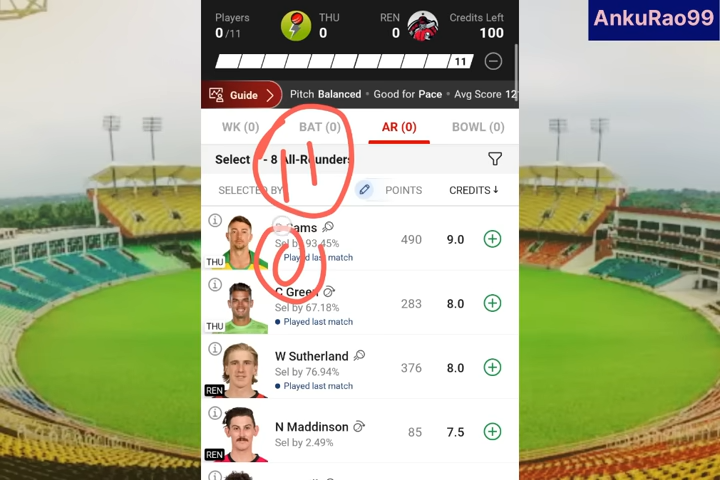 AnkuRao99
Players THU REN Credits Left
0 /11 0 0 100
11
Guide Pitch Balanced • Good for Pace • Avg Score 12
WK (0) BAT (0) AR (0) BOWL (0)
Select - 8 All-Rounders
11
SELECTED BY POINTS CREDITS↓
Sams
Sel by 93.45% 490 9.0
Played last match
THU
0
C Green
Sel by 67.18% 283 8.0
Played last match
THU
W Sutherland
Sel by 76.94% 376 8.0
Played last match
REN
N Maddinson
Sel by 2.49% 85 7.5
REN